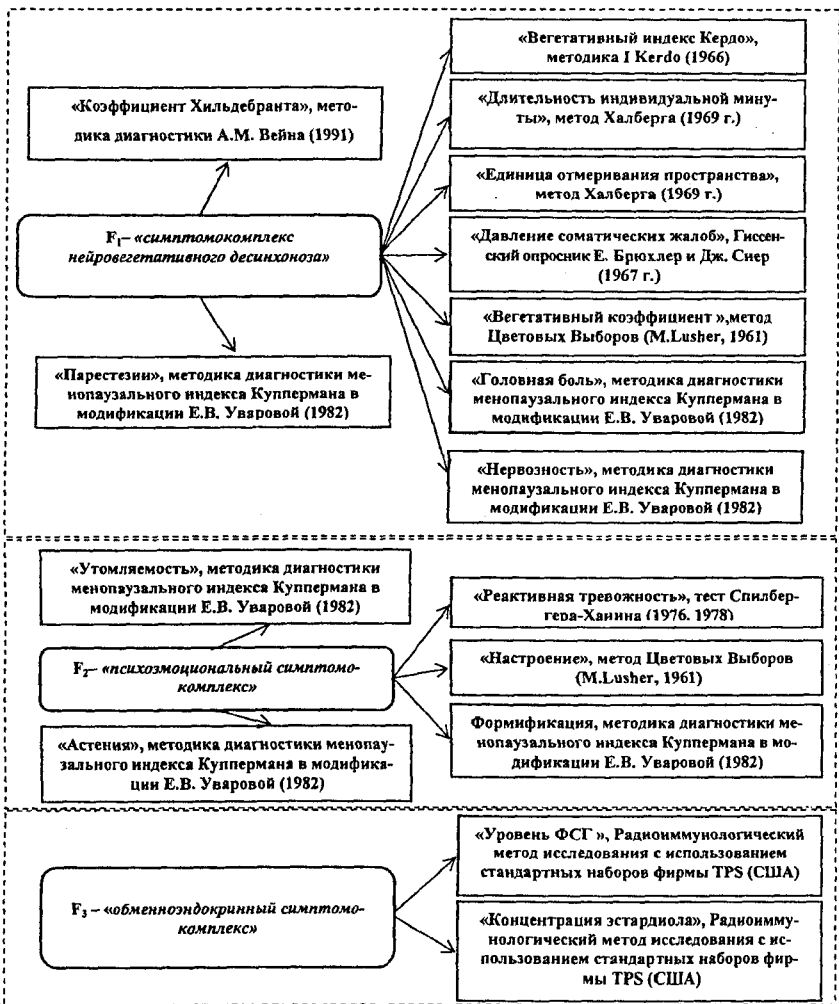 «Вегетативный индекс Кердо»,
методика I Kerdo (1966)
«Коэффициент Хильдебранта», мето-
дика диагностики А.М. Вейна (1991)
«Длительность индивидуальной мину-
ты», метод Халберга (1969 г.)
«Единица отмеривания пространства»,
метод Халберга (1969 г.)
F₁– «симптомокомплекс
нейровегетативного десинхоноза»
«Давление соматических жалоб», Гиссен-
ский опросник Е. Брюхлер и Дж. Снер
(1967 г.)
«Вегетативный коэффициент »,метод
Цветовых Выборов (M.Lusher, 1961)
«Парестезии», методика диагностики ме-
нопаузального индекса Куппермана в
модификации Е.В. Уваровой (1982)
«Головная боль», методика диагностики
менопаузального индекса Куппермана в
модификации Е.В. Уваровой (1982)
«Нервозность», методика диагностики
менопаузального индекса Куппермана в
модификации Е.В. Уваровой (1982)
«Утомляемость», методика диагностики
менопаузального индекса Куппермана в
модификации Е.В. Уваровой (1982)
«Реактивная тревожность», тест Спилбер-
гера-Ханина (1976, 1978)
F₂– «психоэмоциональный симптомо-
комплекс»
«Настроение», метод Цветовых Выборов
(M.Lusher, 1961)
«Астения», методика диагностики менопау-
зального индекса Куппермана в модифика-
ции Е.В. Уваровой (1982)
Формификация, методика диагностики ме-
нопаузального индекса Куппермана в мо-
дификации Е.В. Уваровой (1982)
«Уровень ФСГ », Радиоиммунологический
метод исследования с использованием
стандартных наборов фирмы TPS (США)
F₃ – «обменноэндокринный симптомо-
комплекс»
«Концентрация эстардиола», Радиоимму-
нологический метод исследования с ис-
пользованием стандартных наборов фир-
мы TPS (США)